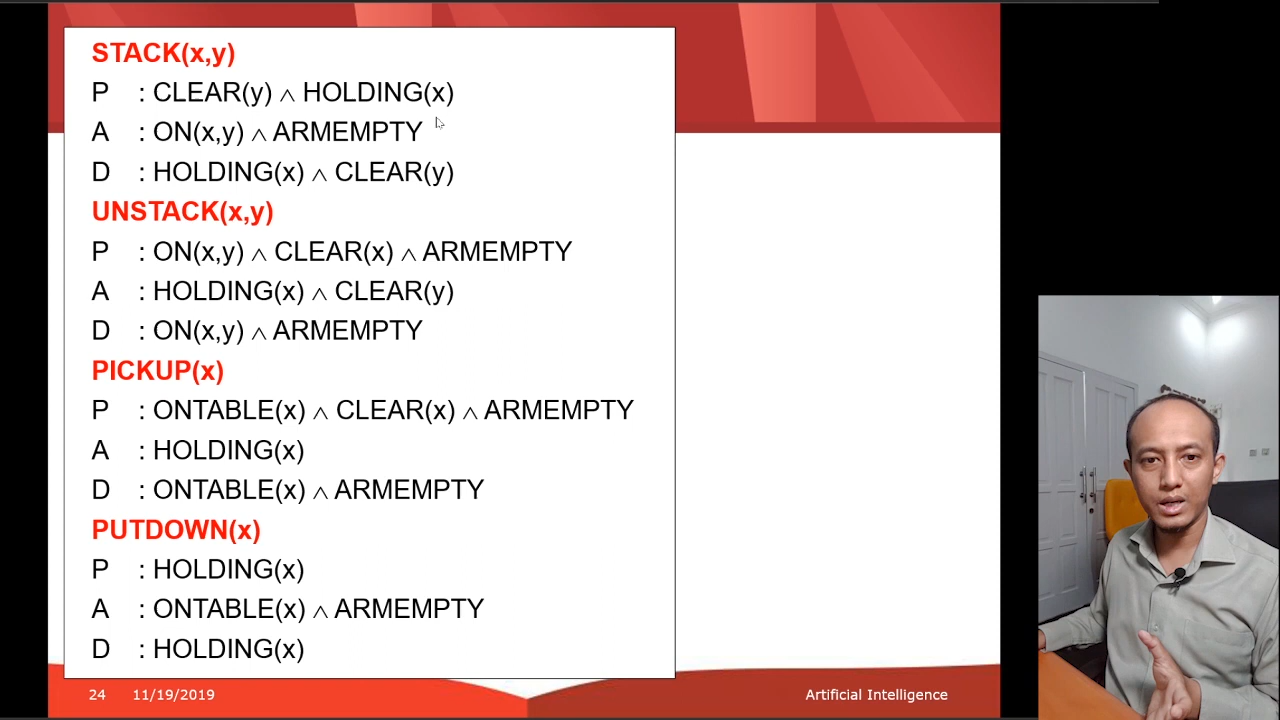 STACK(x,y)
P : CLEAR(y) ∧ HOLDING(x)
A : ON(x,y) ∧ ARMEMPTY
D : HOLDING(x) ∧ CLEAR(y)
UNSTACK(x,y)
P : ON(x,y) ∧ CLEAR(x) ∧ ARMEMPTY
A : HOLDING(x) ∧ CLEAR(y)
D : ON(x,y) ∧ ARMEMPTY
PICKUP(x)
P : ONTABLE(x) ∧ CLEAR(x) ∧ ARMEMPTY
A : HOLDING(x)
D : ONTABLE(x) ∧ ARMEMPTY
PUTDOWN(x)
P : HOLDING(x)
A : ONTABLE(x) ∧ ARMEMPTY
D : HOLDING(x)
24 11/19/2019 Artificial Intelligence